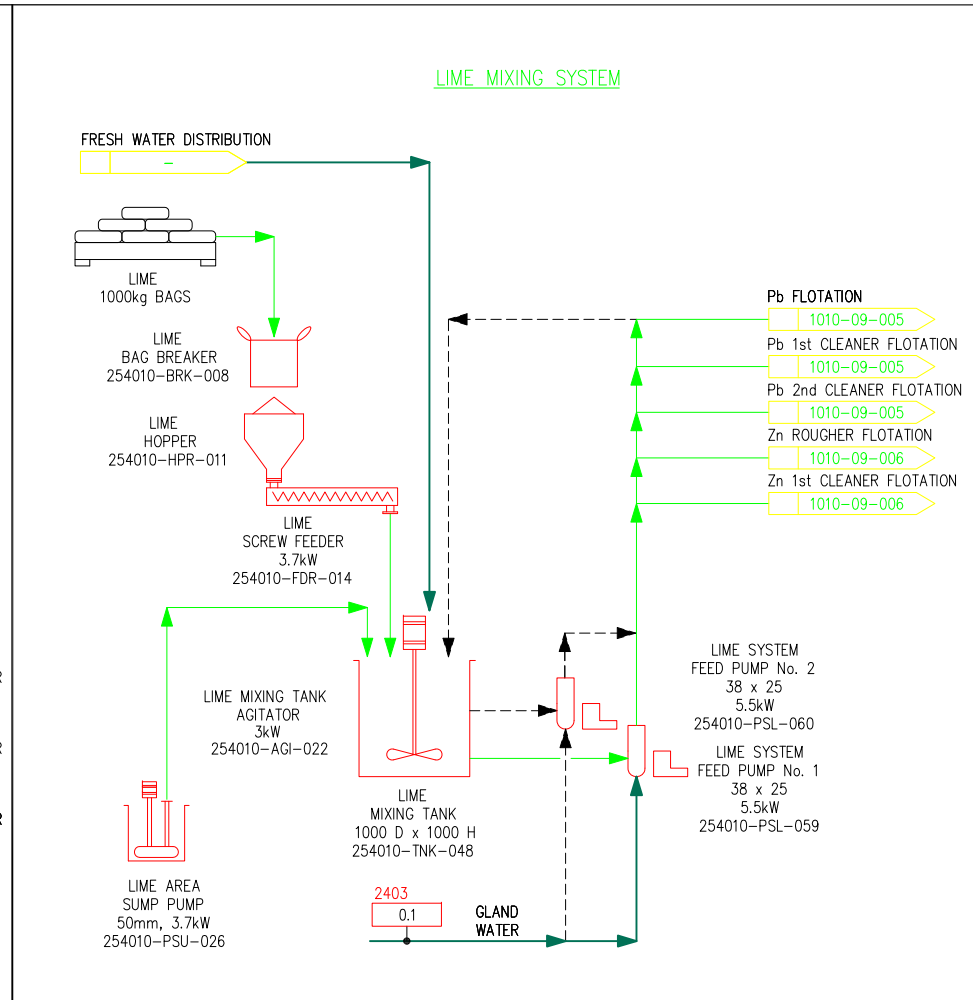 LIME MIXING SYSTEM
FRESH WATER DISTRIBUTION
-
LIME
1000kg BAGS
LIME
BAG BREAKER
254010-BRK-008
LIME
HOPPER
254010-HPR-011
LIME
SCREW FEEDER
3.7kW
254010-FDR-014
Pb FLOTATION
1010-09-005
Pb 1st CLEANER FLOTATION
1010-09-005
Pb 2nd CLEANER FLOTATION
1010-09-005
Zn ROUGHER FLOTATION
1010-09-006
Zn 1st CLEANER FLOTATION
1010-09-006
LIME MIXING TANK
AGITATOR
3kW
254010-AGI-022
LIME SYSTEM
FEED PUMP No. 2
38 x 25
5.5kW
254010-PSL-060
LIME SYSTEM
FEED PUMP No. 1
38 x 25
5.5kW
254010-PSL-059
LIME
MIXING TANK
1000 D x 1000 H
254010-TNK-048
LIME AREA
SUMP PUMP
50mm, 3.7kW
254010-PSU-026
2403
0.1
GLAND
WATER